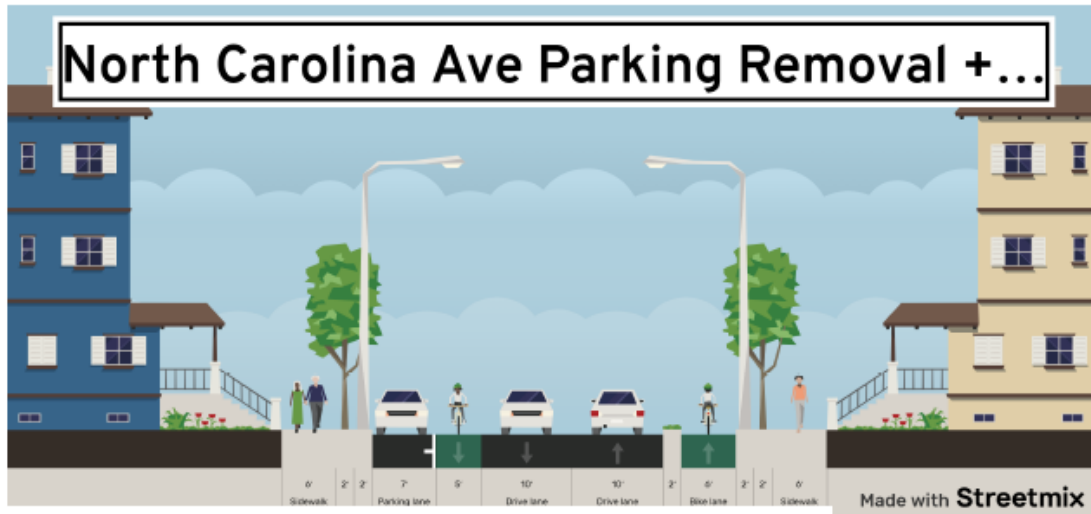 North Carolina Ave Parking Removal +...
6' 2' 2' 7' 5' 10' 10' 2' 6' 2' 2' 6'
Sidewalk Parking lane Drive lane Drive lane Bike lane Sidewalk
Made with Streetmix